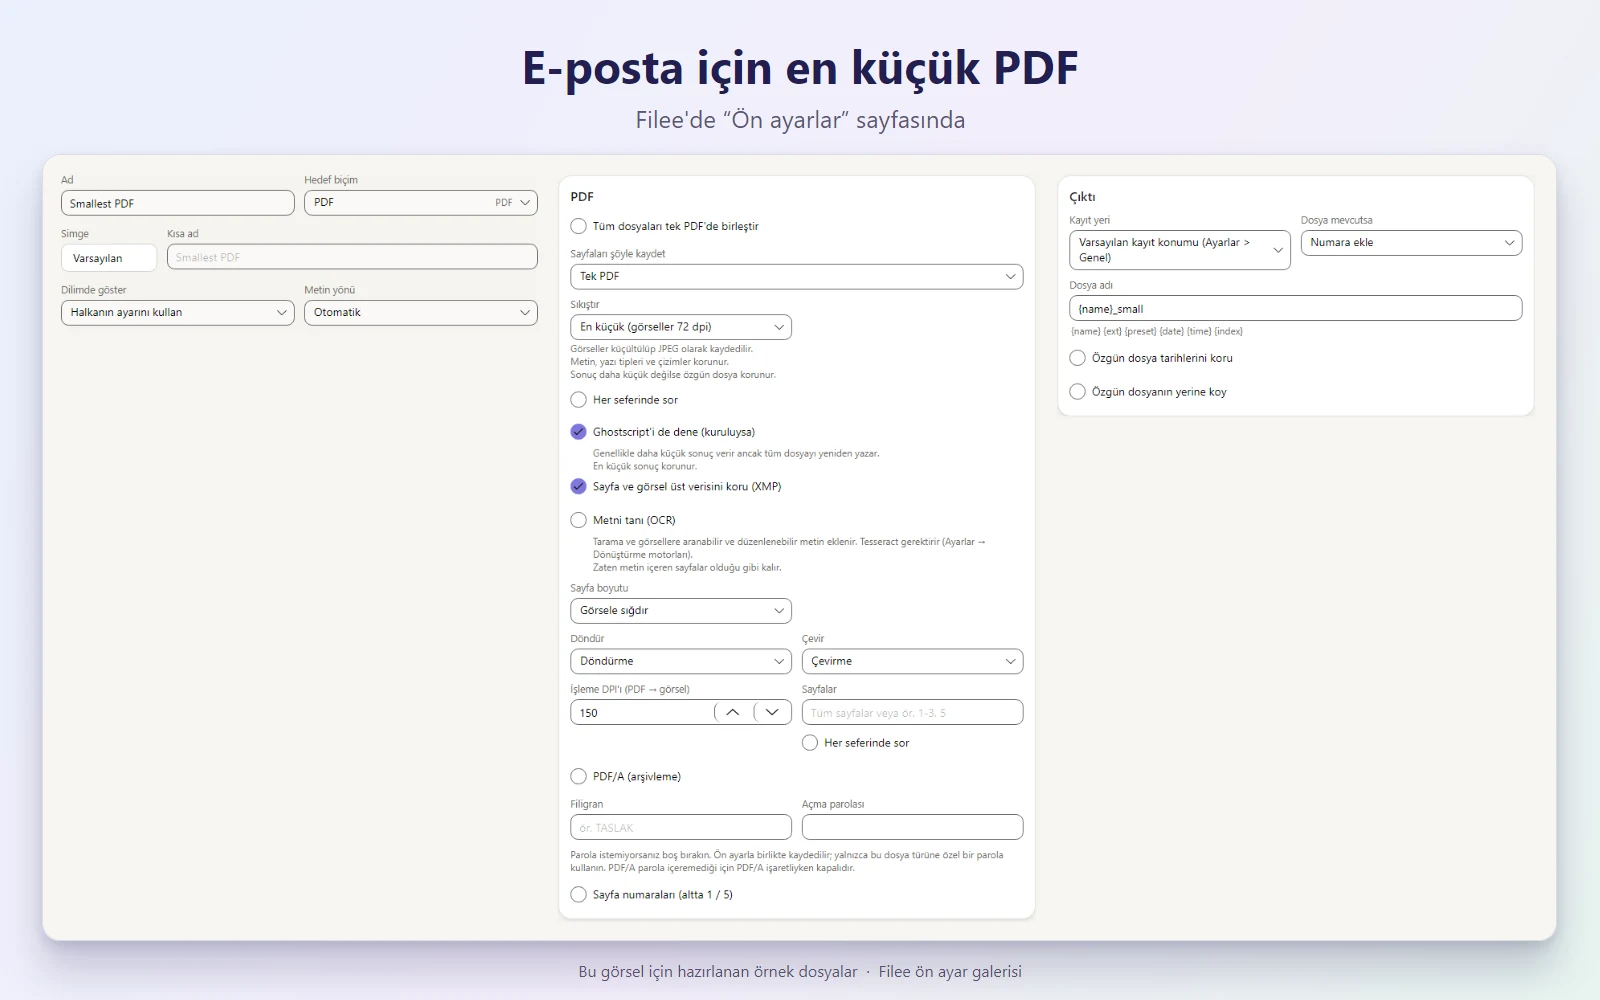 E-posta için en küçük PDF
Filee'de “Ön ayarlar” sayfasında
Ad
Smallest PDF
Hedef biçim
PDF PDF
Simge
Varsayılan
Kısa ad
Smallest PDF
Dilimde göster
Halkanın ayarını kullan
Metin yönü
Otomatik
PDF
Tüm dosyaları tek PDF'de birleştir
Sayfaları şöyle kaydet
Tek PDF
Sıkıştır
En küçük (görseller 72 dpi)
Görseller küçültülüp JPEG olarak kaydedilir.
Metin, yazı tipleri ve çizimler korunur.
Sonuç daha küçük değilse özgün dosya korunur.
Her seferinde sor
Ghostscript'i de dene (kuruluysa)
Genellikle daha küçük sonuç verir ancak tüm dosyayı yeniden yazar.
En küçük sonuç korunur.
Sayfa ve görsel üst verisini koru (XMP)
Metni tanı (OCR)
Tarama ve görsellere aranabilir ve düzenlenebilir metin eklenir. Tesseract gerektirir (Ayarlar →
Dönüştürme motorları).
Zaten metin içeren sayfalar olduğu gibi kalır.
Sayfa boyutu
Görsele sığdır
Döndür
Döndürme
Çevir
Çevirme
İşleme DPI'ı (PDF → görsel)
150
Sayfalar
Tüm sayfalar veya ör. 1-3, 5
Her seferinde sor
PDF/A (arşivleme)
Filigran
ör. TASLAK
Açma parolası
Parola istemiyorsanız boş bırakın. Ön ayarla birlikte kaydedilir; yalnızca bu dosya türüne özel bir parola
kullanın. PDF/A parola içeremediği için PDF/A işaretliyken kapalıdır.
Sayfa numaraları (altta 1 / 5)
Çıktı
Kayıt yeri
Varsayılan kayıt konumu (Ayarlar >
Genel)
Dosya mevcutsa
Numara ekle
Dosya adı
{name}_small
{name} {ext} {preset} {date} {time} {index}
Özgün dosya tarihlerini koru
Özgün dosyanın yerine koy
Bu görsel için hazırlanan örnek dosyalar · Filee ön ayar galerisi